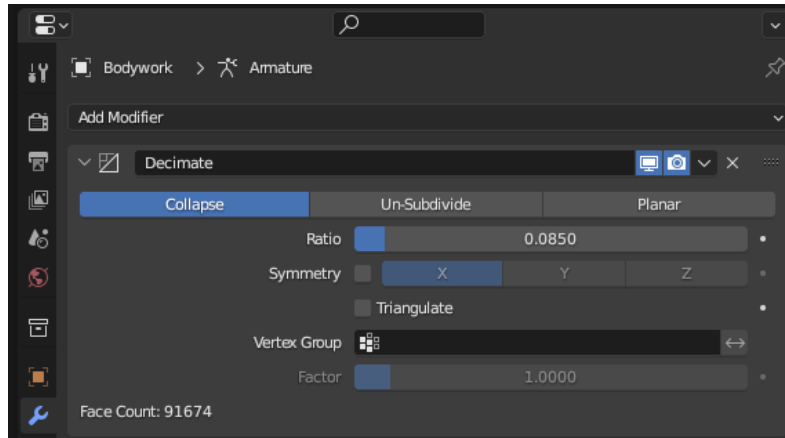 Bodywork > Armature
Add Modifier
Decimate
Collapse Un-Subdivide Planar
Ratio 0.0850
Symmetry X Y Z
Triangulate
Vertex Group
Factor 1.0000
Face Count: 91674